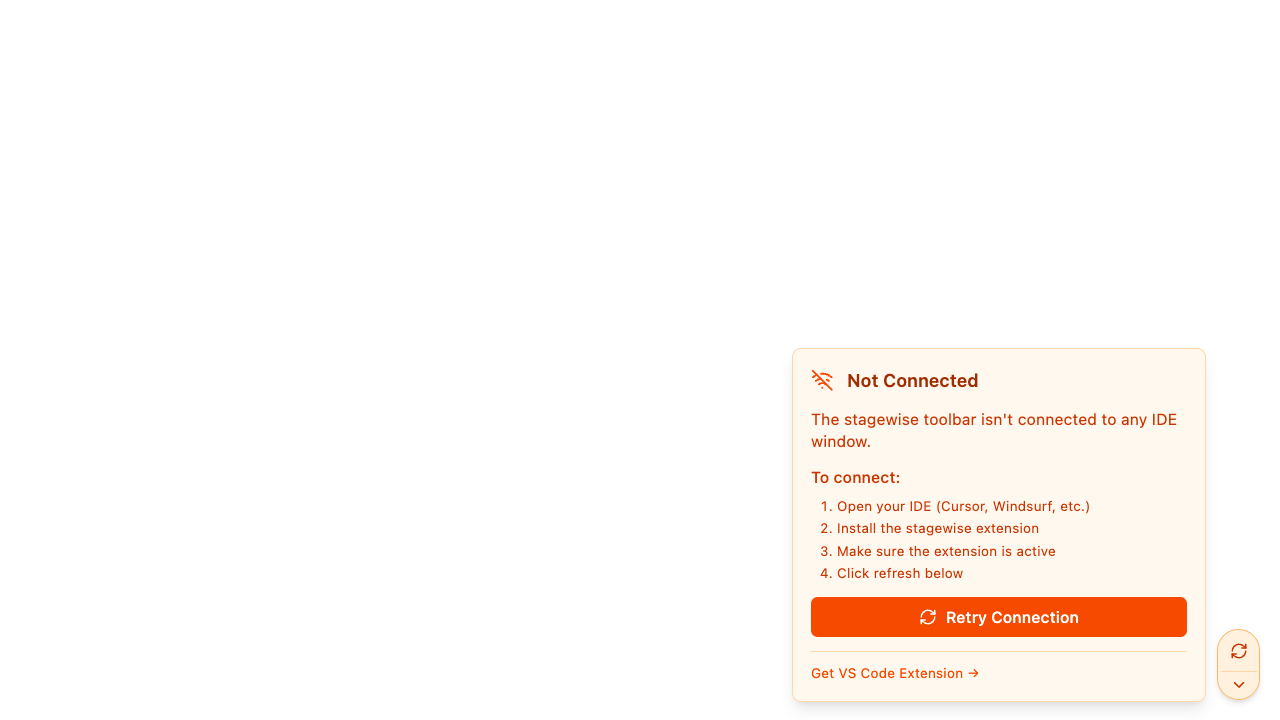 Not Connected
The stagewise toolbar isn't connected to any IDE
window.
To connect:
1. Open your IDE (Cursor, Windsurf, etc.)
2. Install the stagewise extension
3. Make sure the extension is active
4. Click refresh below
Retry Connection
Get VS Code Extension →